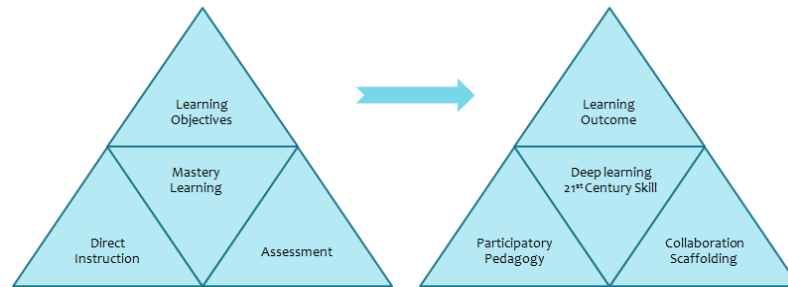 Learning
Objectives
Mastery
Learning
Direct
Instruction
Assessment
Learning
Outcome
Deep learning
21st Century Skill
Participatory
Pedagogy
Collaboration
Scaffolding